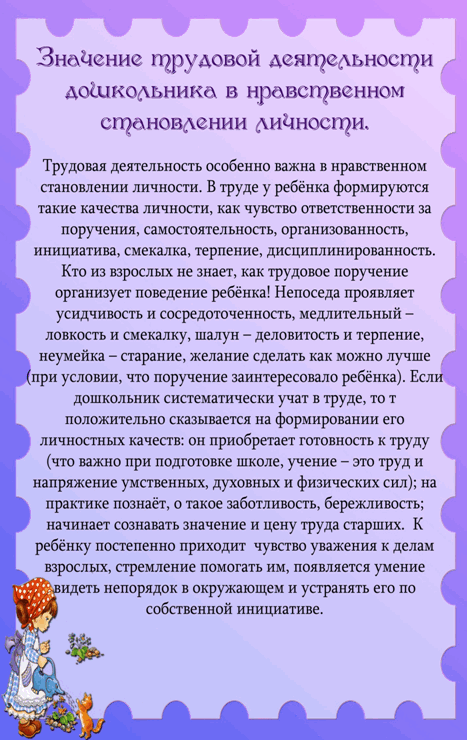 Значение трудовой деятельности
дошкольника в нравственном
становлении личности.
Трудовая деятельность особенно важна в нравственном
становлении личности. В труде у ребёнка формируются
такие качества личности, как чувство ответственности за
поручения, самостоятельность, организованность,
инициатива, смекалка, терпение, дисциплинированность.
Кто из взрослых не знает, как трудовое поручение
организует поведение ребёнка! Непоседа проявляет
усидчивость и сосредоточенность, медлительный –
ловкость и смекалку, шалун – деловитость и терпение,
неумейка – старание, желание сделать как можно лучше
(при условии, что поручение заинтересовало ребёнка). Если
дошкольник систематически учат в труде, то т
положительно сказывается на формировании его
личностных качеств: он приобретает готовность к труду
(что важно при подготовке школе, учение – это труд и
напряжение умственных, духовных и физических сил); на
практике познаёт, о такое заботливость, бережливость;
начинает сознавать значение и цену труда старших. К
ребёнку постепенно приходит чувство уважения к делам
взрослых, стремление помогать им, появляется умение
видеть непорядок в окружающем и устранять его по
собственной инициативе.